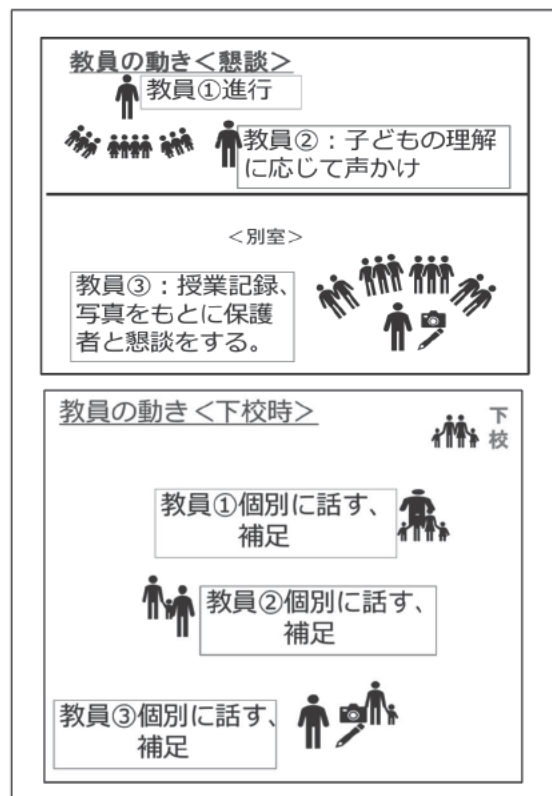 教員の動き＜懇談＞
教員①進行
教員②：子どもの理解
に応じて声かけ
＜別室＞
教員③：授業記録、
写真をもとに保護
者と懇談をする。
教員の動き＜下校時＞
下
校
教員①個別に話す、
補足
教員②個別に話す、
補足
教員③個別に話す、
補足